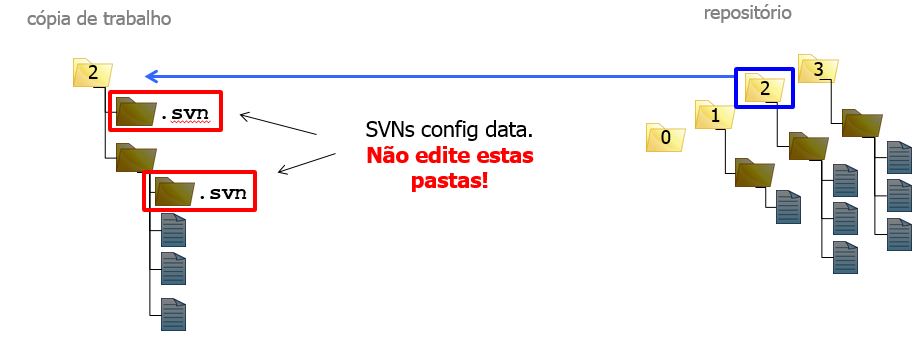 cópia de trabalho
repositório
2
.svn
.svn
SVNs config data.
Não edite estas
pastas!
0
1
2
3